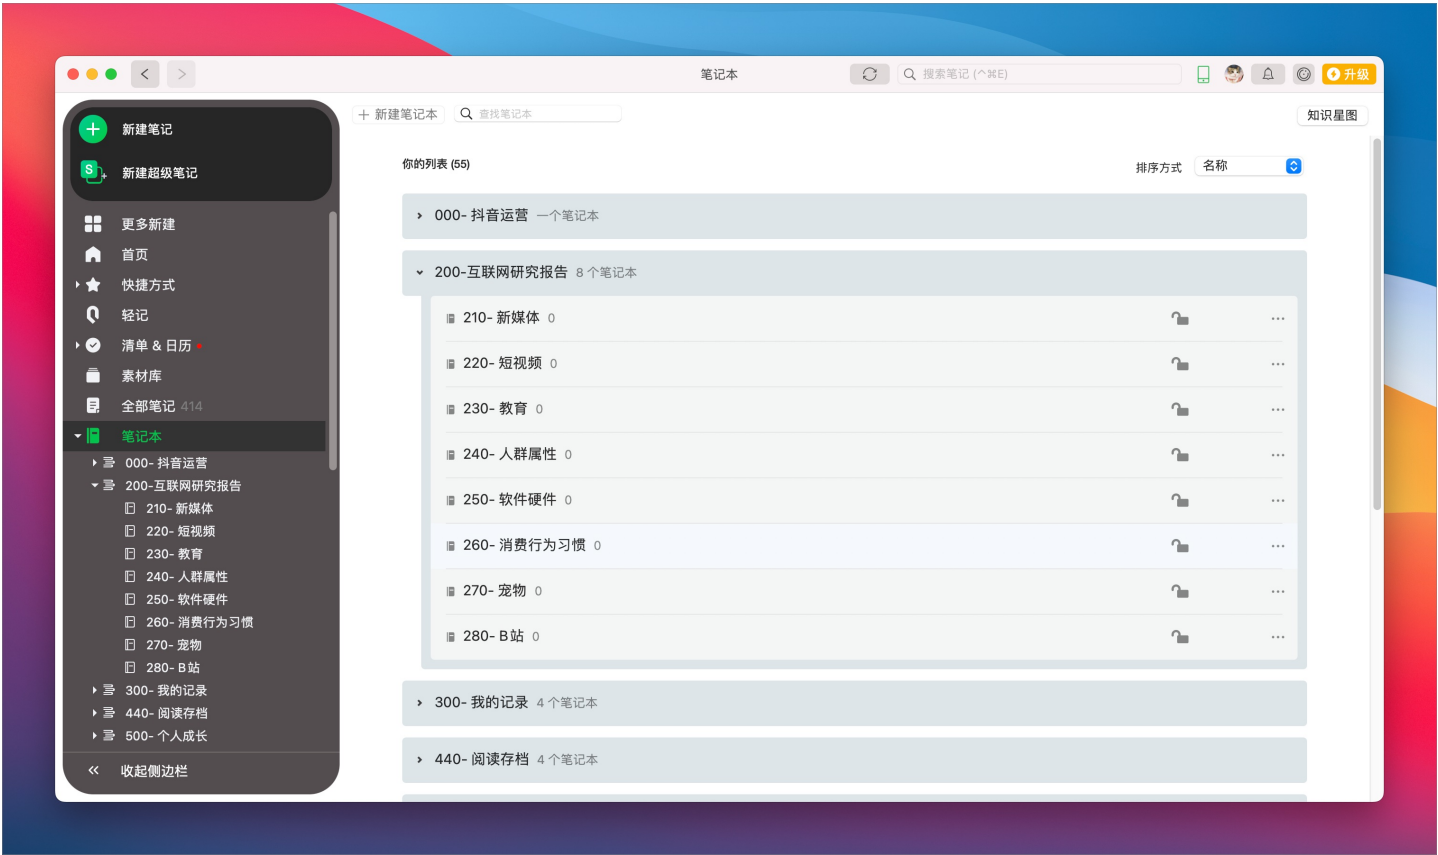 笔记本
搜索笔记 (^⌘E)
升级
新建笔记
新建超级笔记
更多新建
首页
快捷方式
轻记
清单 & 日历
素材库
全部笔记 414
笔记本
000- 抖音运营
200-互联网研究报告
210- 新媒体
220- 短视频
230- 教育
240- 人群属性
250- 软件硬件
260- 消费行为习惯
270- 宠物
280- B 站
300- 我的记录
440- 阅读存档
500- 个人成长
收起侧边栏
新建笔记本
查找笔记本
知识星图
你的列表 (55)
排序方式 名称
000- 抖音运营 一个笔记本
200-互联网研究报告 8 个笔记本
210- 新媒体 0
220- 短视频 0
230- 教育 0
240- 人群属性 0
250- 软件硬件 0
260- 消费行为习惯 0
270- 宠物 0
280- B 站 0
300- 我的记录 4 个笔记本
440- 阅读存档 4 个笔记本